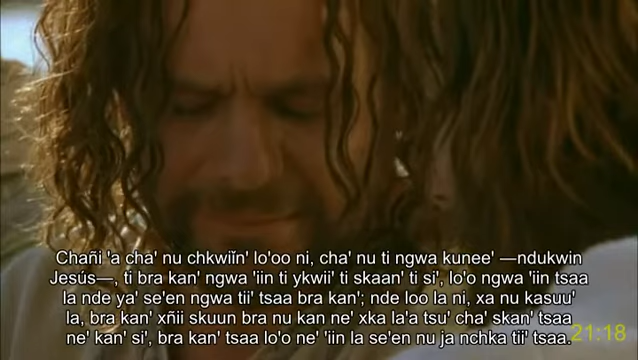 Chañi 'a cha' nu chkwiĩn' lo'oo ni, cha' nu ti ngwa kunee' —ndukwin
Jesús—, ti bra kan' ngwa 'iin ti ykwii' ti skaan' ti si', lo'o ngwa 'iin tsaa
la nde ya' se'en ngwa tii' tsaa bra kan'; nde loo la ni, xa nu kasuu'
la, bra kan' xñii skuun bra nu kan ne' xka la'a tsu' cha' skan' tsaa
ne' kan' si', bra kan' tsaa lo'o ne' 'iin la se'en nu ja nchka tii' tsaa.
21:18